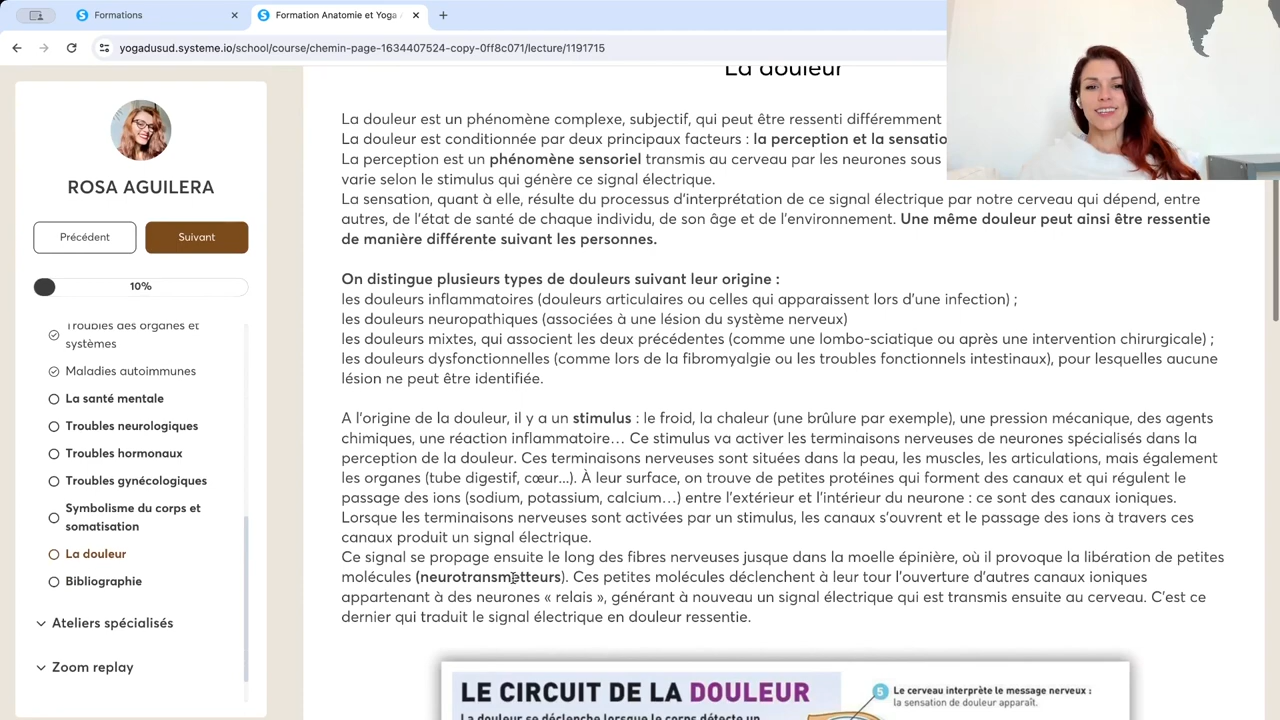 Formations
Formation Anatomie et Yoga
yogadusud.systeme.io/school/course/chemin-page-1634407524-copy-0ff8c071/lecture/1191715
ROSA AGUILERA
Précédent
Suivant
10%
Troubles des organes et
systèmes
Maladies autoimmunes
La santé mentale
Troubles neurologiques
Troubles hormonaux
Troubles gynécologiques
Symbolisme du corps et
somatisation
La douleur
Bibliographie
Ateliers spécialisés
Zoom replay
La douleur
La douleur est un phénomène complexe, subjectif, qui peut être ressenti différemment
La douleur est conditionnée par deux principaux facteurs : la perception et la sensatio
La perception est un phénomène sensoriel transmis au cerveau par les neurones sous
varie selon le stimulus qui génère ce signal électrique.
La sensation, quant à elle, résulte du processus d'interprétation de ce signal électrique par notre cerveau qui dépend, entre
autres, de l'état de santé de chaque individu, de son âge et de l'environnement. Une même douleur peut ainsi être ressentie
de manière différente suivant les personnes.
On distingue plusieurs types de douleurs suivant leur origine :
les douleurs inflammatoires (douleurs articulaires ou celles qui apparaissent lors d'une infection) ;
les douleurs neuropathiques (associées à une lésion du système nerveux)
les douleurs mixtes, qui associent les deux précédentes (comme une lombo-sciatique ou après une intervention chirurgicale) ;
les douleurs dysfonctionnelles (comme lors de la fibromyalgie ou les troubles fonctionnels intestinaux), pour lesquelles aucune
lésion ne peut être identifiée.
A l'origine de la douleur, il y a un stimulus : le froid, la chaleur (une brûlure par exemple), une pression mécanique, des agents
chimiques, une réaction inflammatoire… Ce stimulus va activer les terminaisons nerveuses de neurones spécialisés dans la
perception de la douleur. Ces terminaisons nerveuses sont situées dans la peau, les muscles, les articulations, mais également
les organes (tube digestif, cœur...). À leur surface, on trouve de petites protéines qui forment des canaux et qui régulent le
passage des ions (sodium, potassium, calcium…) entre l'extérieur et l'intérieur du neurone : ce sont des canaux ioniques.
Lorsque les terminaisons nerveuses sont activées par un stimulus, les canaux s'ouvrent et le passage des ions à travers ces
canaux produit un signal électrique.
Ce signal se propage ensuite le long des fibres nerveuses jusque dans la moelle épinière, où il provoque la libération de petites
molécules (neurotransmetteurs). Ces petites molécules déclenchent à leur tour l'ouverture d'autres canaux ioniques
appartenant à des neurones « relais », générant à nouveau un signal électrique qui est transmis ensuite au cerveau. C'est ce
dernier qui traduit le signal électrique en douleur ressentie.
LE CIRCUIT DE LA DOULEUR
La douleur se déclenche lorsque le corps détecte un
5 Le cerveau interprète le message nerveux :
la sensation de douleur apparaît.